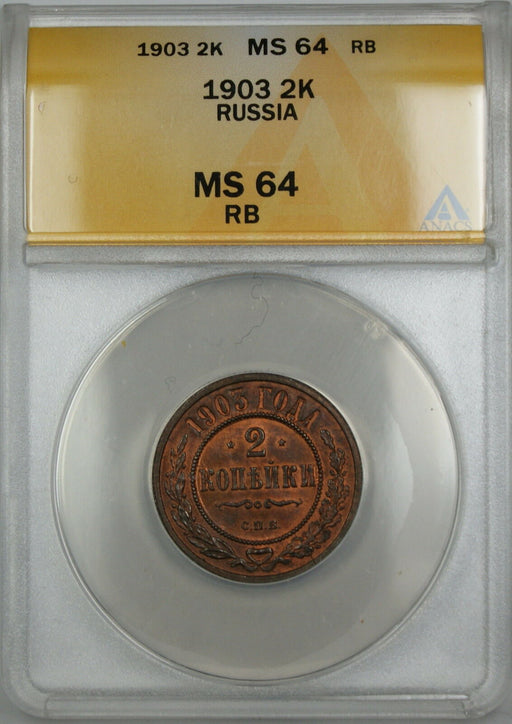 1903 2K MS 64 RB
1903 2K
RUSSIA
MS 64
RB
ANACS
1903 ГОДА
2
КОПѢЙКИ
С.П.Б.